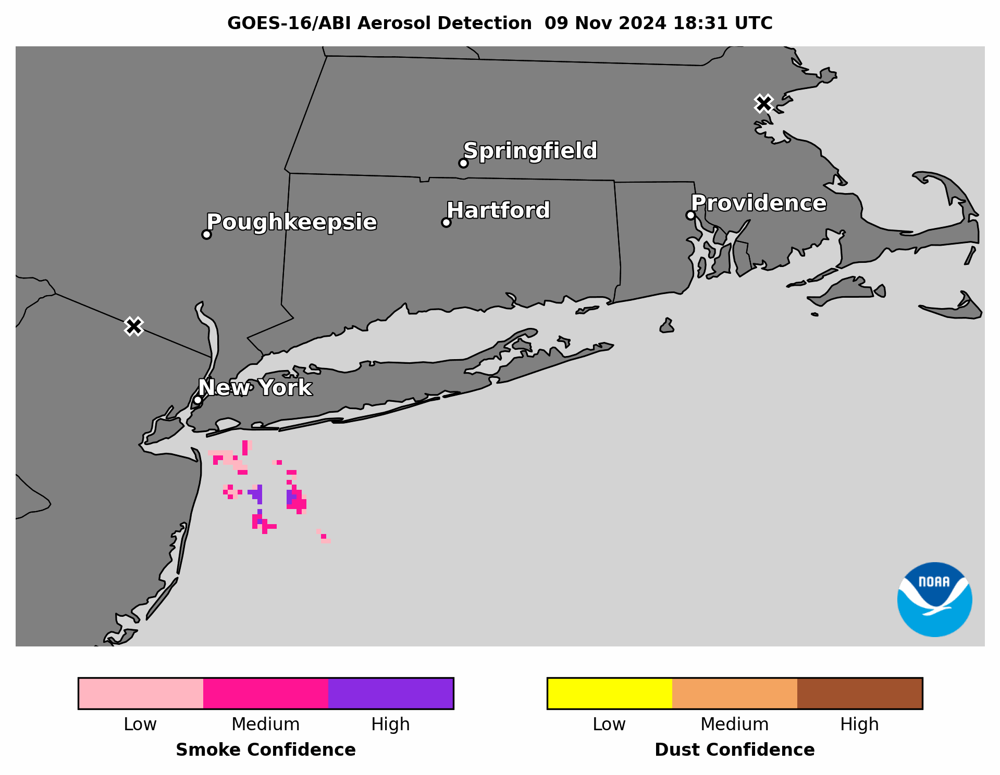 GOES-16/ABI Aerosol Detection  09 Nov 2024 18:31 UTC
Springfield
Providence
Hartford
Poughkeepsie
New York
NOAA
Low Medium High
Smoke Confidence
Low Medium High
Dust Confidence